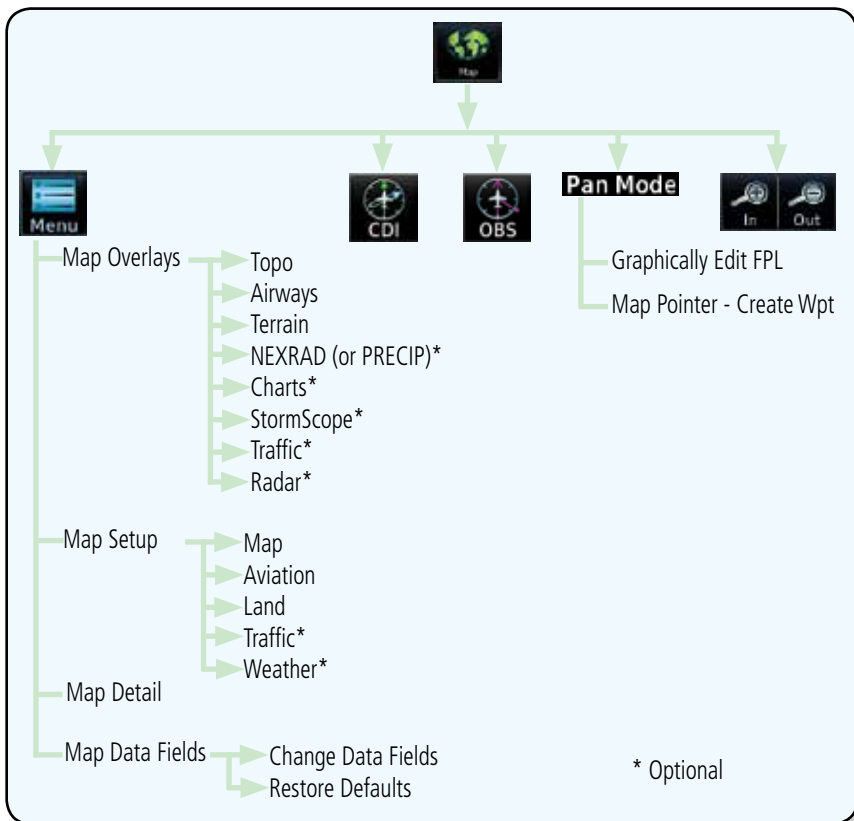 Map
Menu
CDI
OBS
Pan Mode
In Out
Map Overlays
Topo
Airways
Terrain
NEXRAD (or PRECIP)*
Charts*
StormScope*
Traffic*
Radar*
Graphically Edit FPL
Map Pointer - Create Wpt
Map Setup
Map
Aviation
Land
Traffic*
Weather*
Map Detail
Map Data Fields
Change Data Fields
Restore Defaults
* Optional